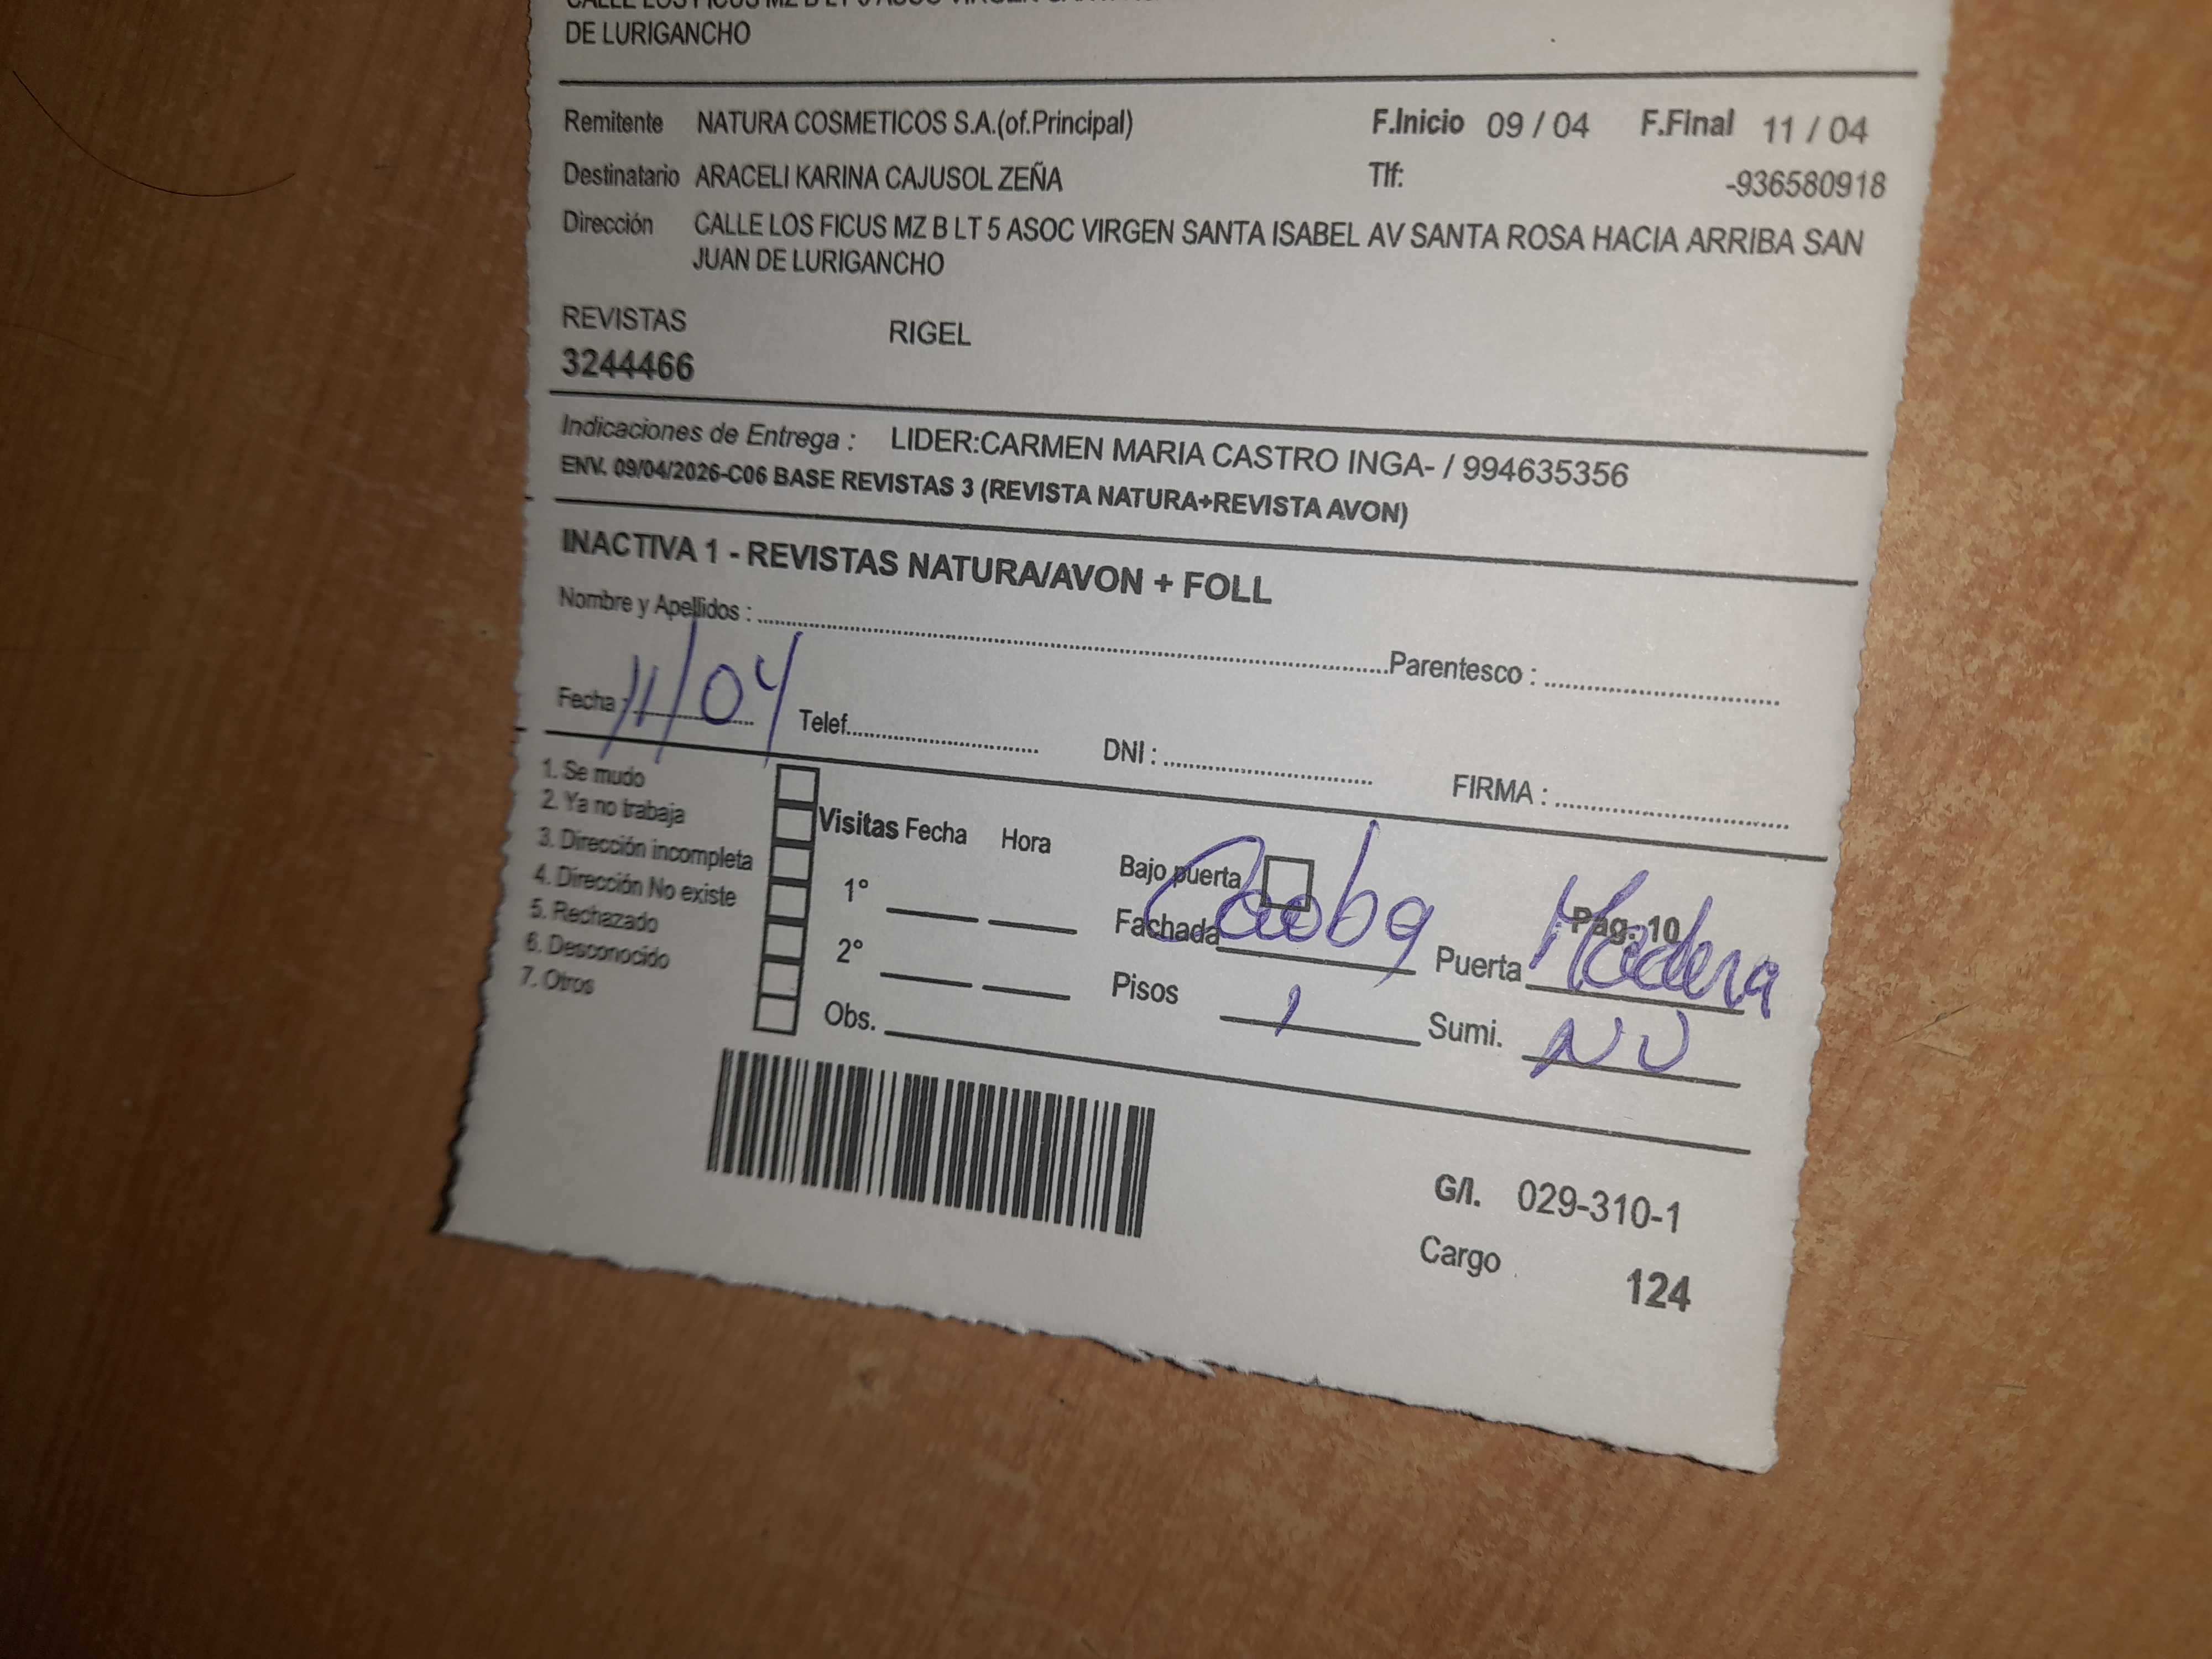 DE LURIGANCHO
Remitente NATURA COSMETICOS S.A.(of.Principal) F.Inicio 09 / 04 F.Final 11 / 04
Destinatario ARACELI KARINA CAJUSOL ZEÑA Tlf: -936580918
Dirección CALLE LOS FICUS MZ B LT 5 ASOC VIRGEN SANTA ISABEL AV SANTA ROSA HACIA ARRIBA SAN
JUAN DE LURIGANCHO
REVISTAS RIGEL
3244466
Indicaciones de Entrega : LIDER:CARMEN MARIA CASTRO INGA- / 994635356
ENV. 09/04/2026-C06 BASE REVISTAS 3 (REVISTA NATURA+REVISTA AVON)
INACTIVA 1 - REVISTAS NATURA/AVON + FOLL
Nombre y Apellidos : Parentesco :
Fecha : 11/04 Telef. DNI : FIRMA :
1. Se mudo
2. Ya no trabaja
3. Dirección incompleta
4. Dirección No existe
5. Rechazado
6. Desconocido
7. Otros
Visitas Fecha Hora
1°
2°
Obs.
Bajo puerta
Pag. 10
Fachada Caoba Puerta Madera
Pisos 1 Sumi. NO
G/I. 029-310-1
Cargo 124